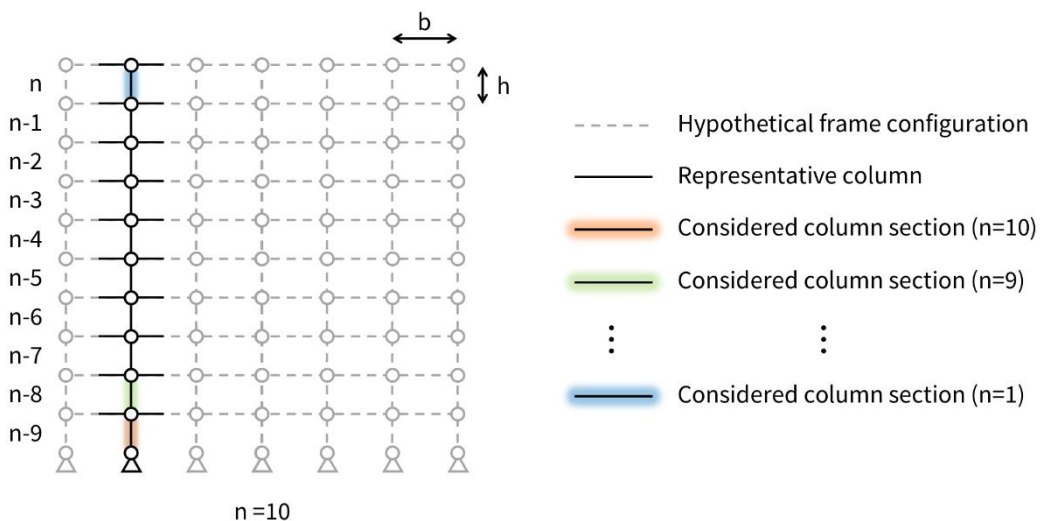 b
h
n
n-1
n-2
n-3
n-4
n-5
n-6
n-7
n-8
n-9
n =10
Hypothetical frame configuration
Representative column
Considered column section (n=10)
Considered column section (n=9)
Considered column section (n=1)